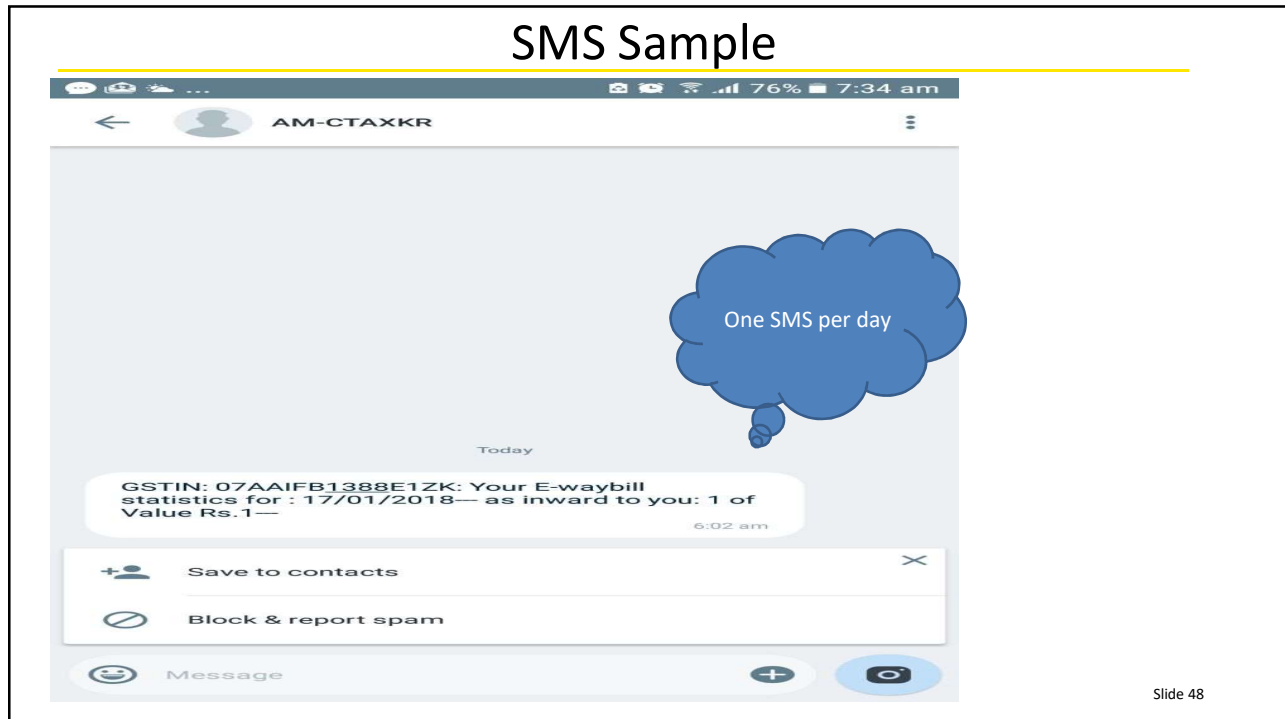 SMS Sample
... 76% 7:34 am
AM-CTAXKR
One SMS per day
Today
GSTIN: 07AAIFB1388E1ZK: Your E-waybill
statistics for : 17/01/2018--- as inward to you: 1 of
Value Rs.1---
6:02 am
Save to contacts
Block & report spam
Message
Slide 48